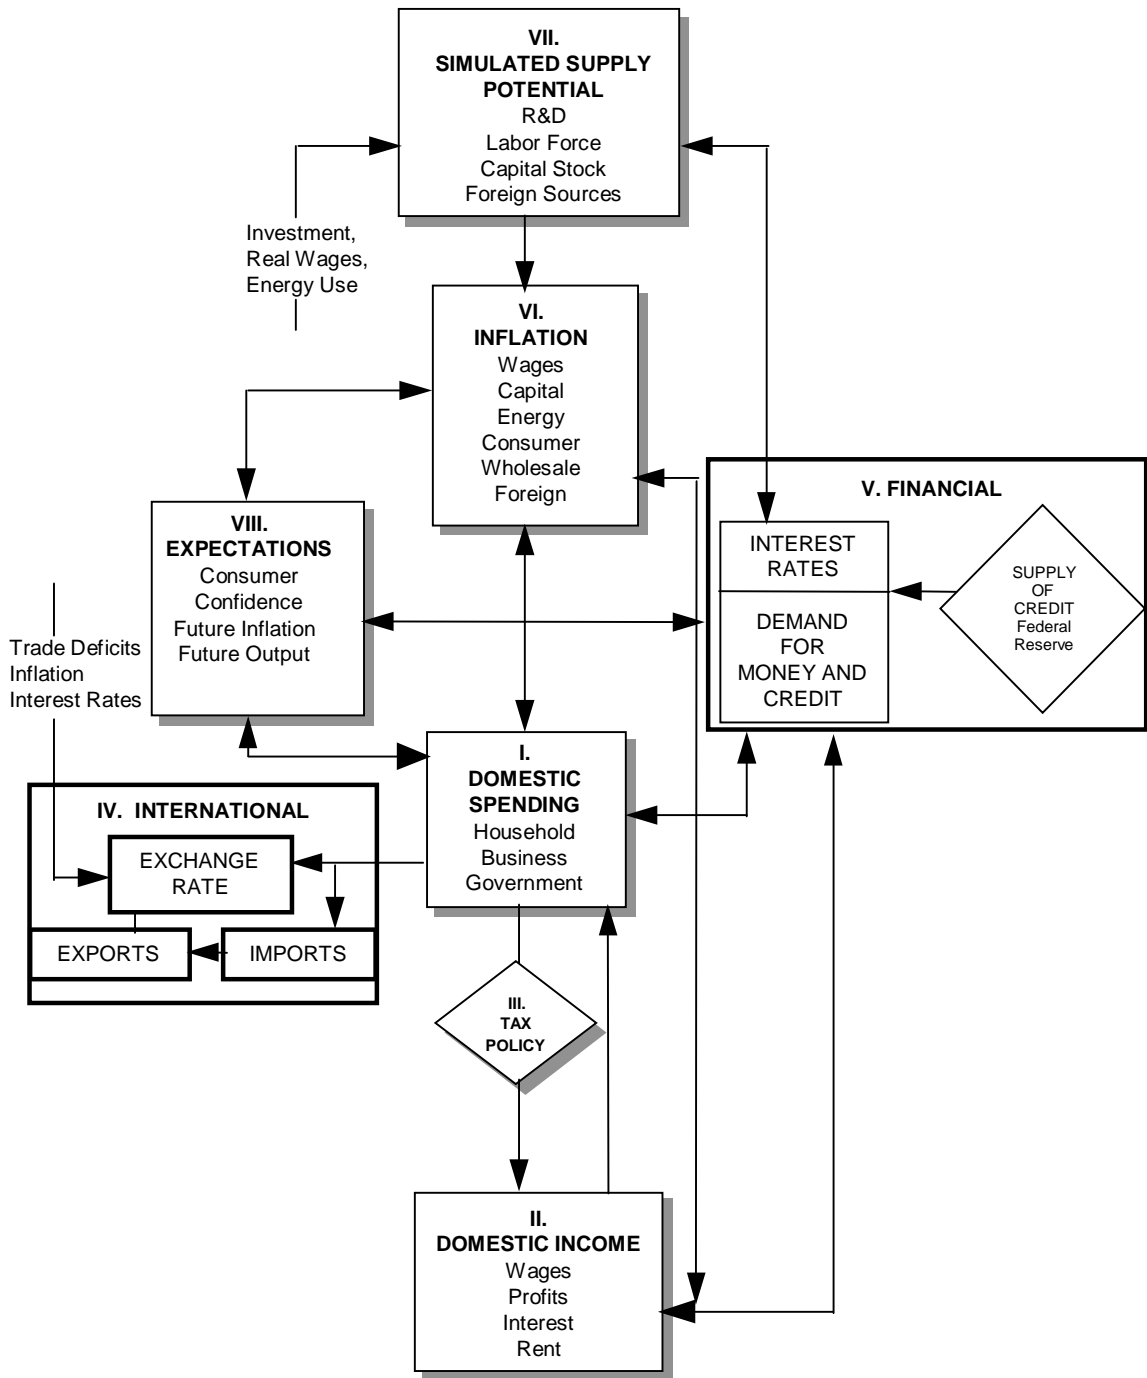 VII.
SIMULATED SUPPLY
POTENTIAL
R&D
Labor Force
Capital Stock
Foreign Sources
Investment,
Real Wages,
Energy Use
VI.
INFLATION
Wages
Capital
Energy
Consumer
Wholesale
Foreign
V. FINANCIAL
INTEREST
RATES
DEMAND
FOR
MONEY AND
CREDIT
SUPPLY
OF
CREDIT
Federal
Reserve
VIII.
EXPECTATIONS
Consumer
Confidence
Future Inflation
Future Output
Trade Deficits
Inflation
Interest Rates
I.
DOMESTIC
SPENDING
Household
Business
Government
IV. INTERNATIONAL
EXCHANGE
RATE
EXPORTS
IMPORTS
III.
TAX
POLICY
II.
DOMESTIC INCOME
Wages
Profits
Interest
Rent